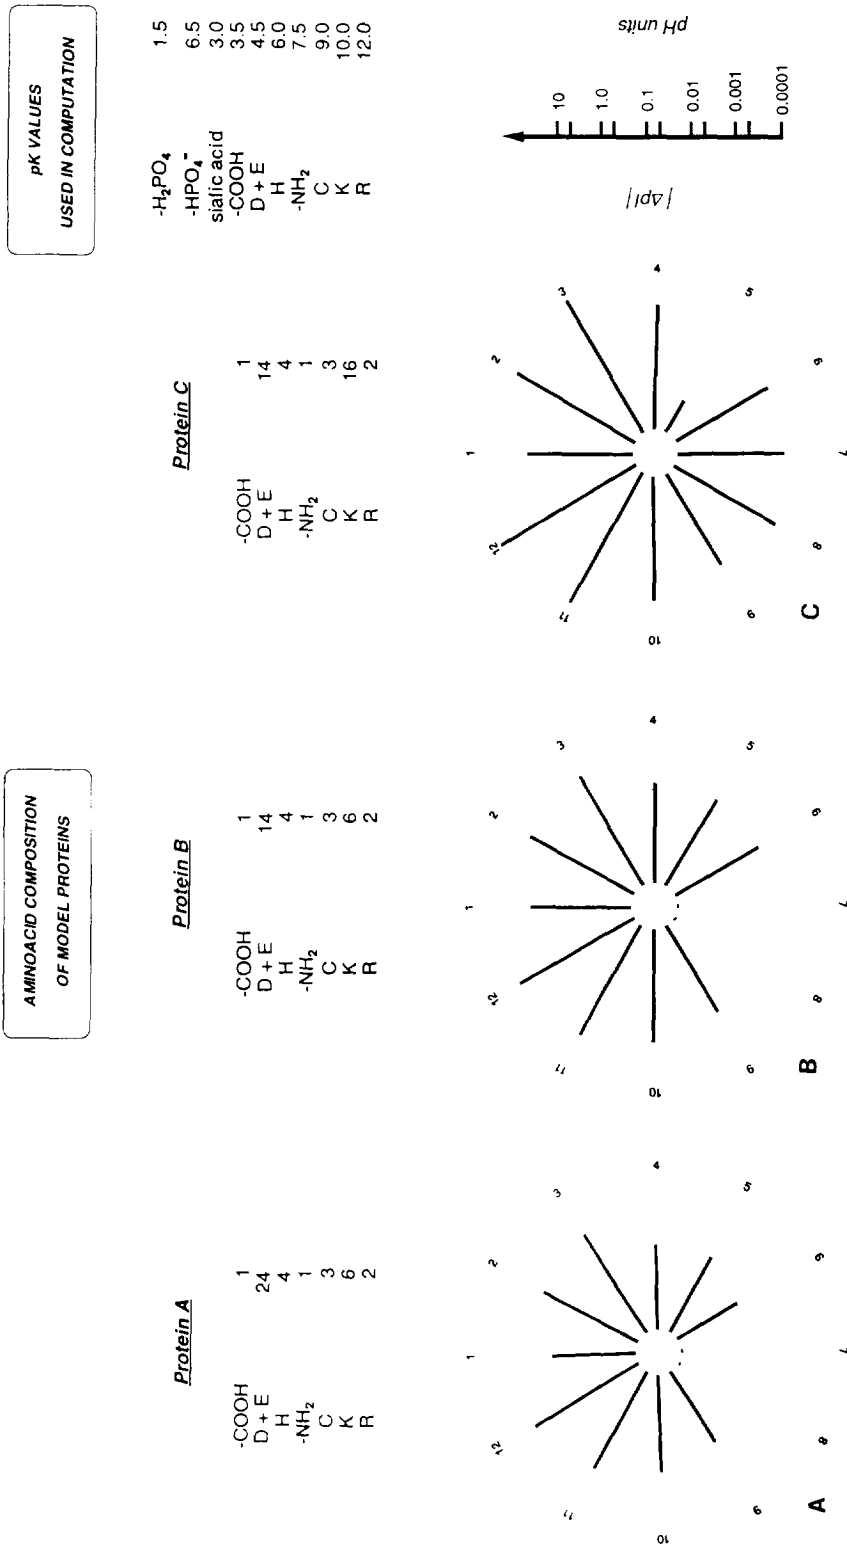 AMINOACID COMPOSITION
OF MODEL PROTEINS
pK VALUES
USED IN COMPUTATION
Protein A
-COOH 1
D + E 24
H 4
-NH₂ 1
C 3
K 6
R 2
Protein B
-COOH 1
D + E 14
H 4
-NH₂ 1
C 3
K 6
R 2
Protein C
-COOH 1
D + E 14
H 4
-NH₂ 1
C 3
K 16
R 2
-H₂PO₄ 1.5
-HPO₄⁻ 6.5
sialic acid 3.0
-COOH 3.5
D + E 4.5
H 6.0
-NH₂ 7.5
C 9.0
K 10.0
R 12.0
1
2
3
4
5
6
7
8
9
10
11
12
A
1
2
3
4
5
6
7
8
9
10
11
12
B
1
2
3
4
5
6
7
8
9
10
11
12
C
|ΔpI|
10
1.0
0.1
0.01
0.001
0.0001
pH units